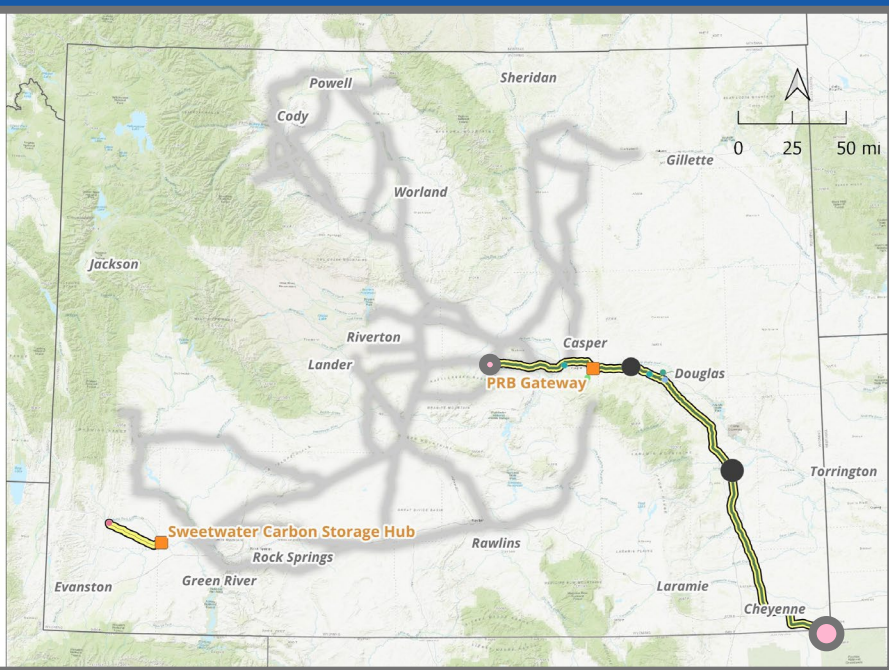 Powell
Sheridan
Cody
0 25 50 mi
Gillette
Worland
Jackson
Riverton
Casper
Lander
Douglas
PRB Gateway
Torrington
Sweetwater Carbon Storage Hub
Rawlins
Rock Springs
Green River
Evanston
Laramie
Cheyenne